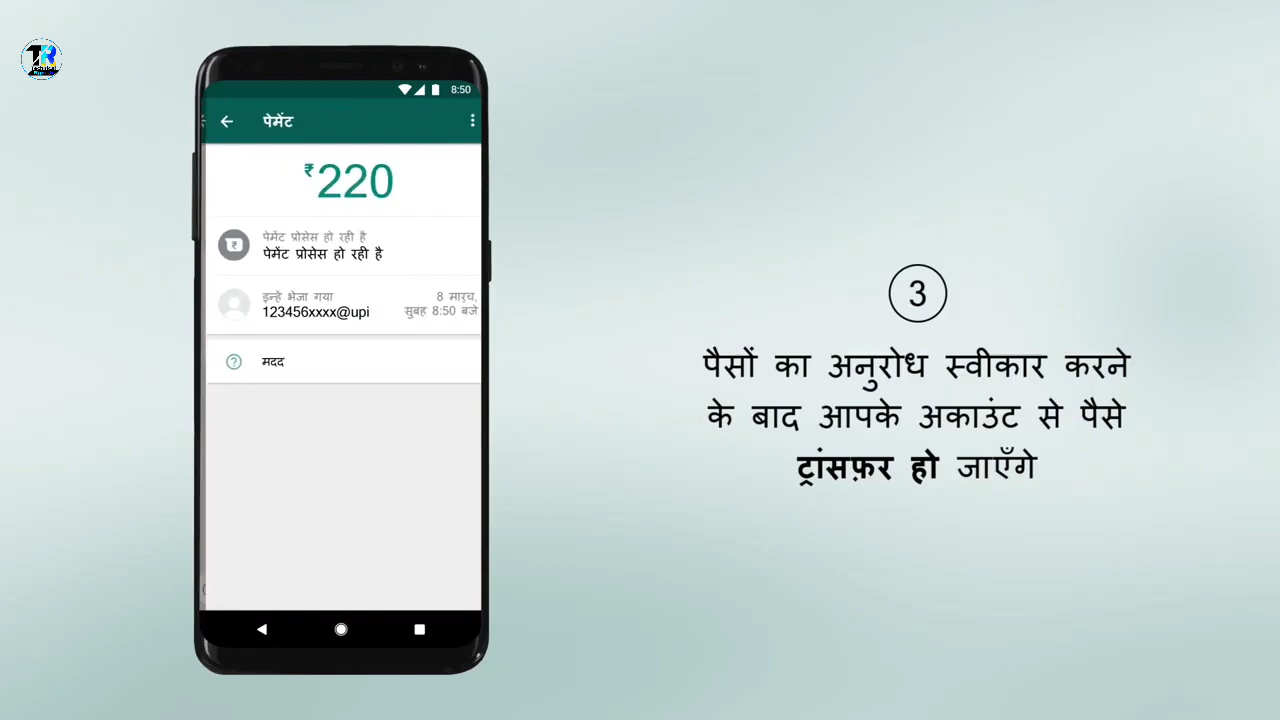 8:50
पेमेंट
₹220
पेमेंट प्रोसेस हो रही है
पेमेंट प्रोसेस हो रही है
इन्हें भेजा गया
8 मार्च,
123456xxxx@upi
सुबह 8:50 बजे
मदद
3
पैसों का अनुरोध स्वीकार करने
के बाद आपके अकाउंट से पैसे
ट्रांसफ़र हो जाएँगे